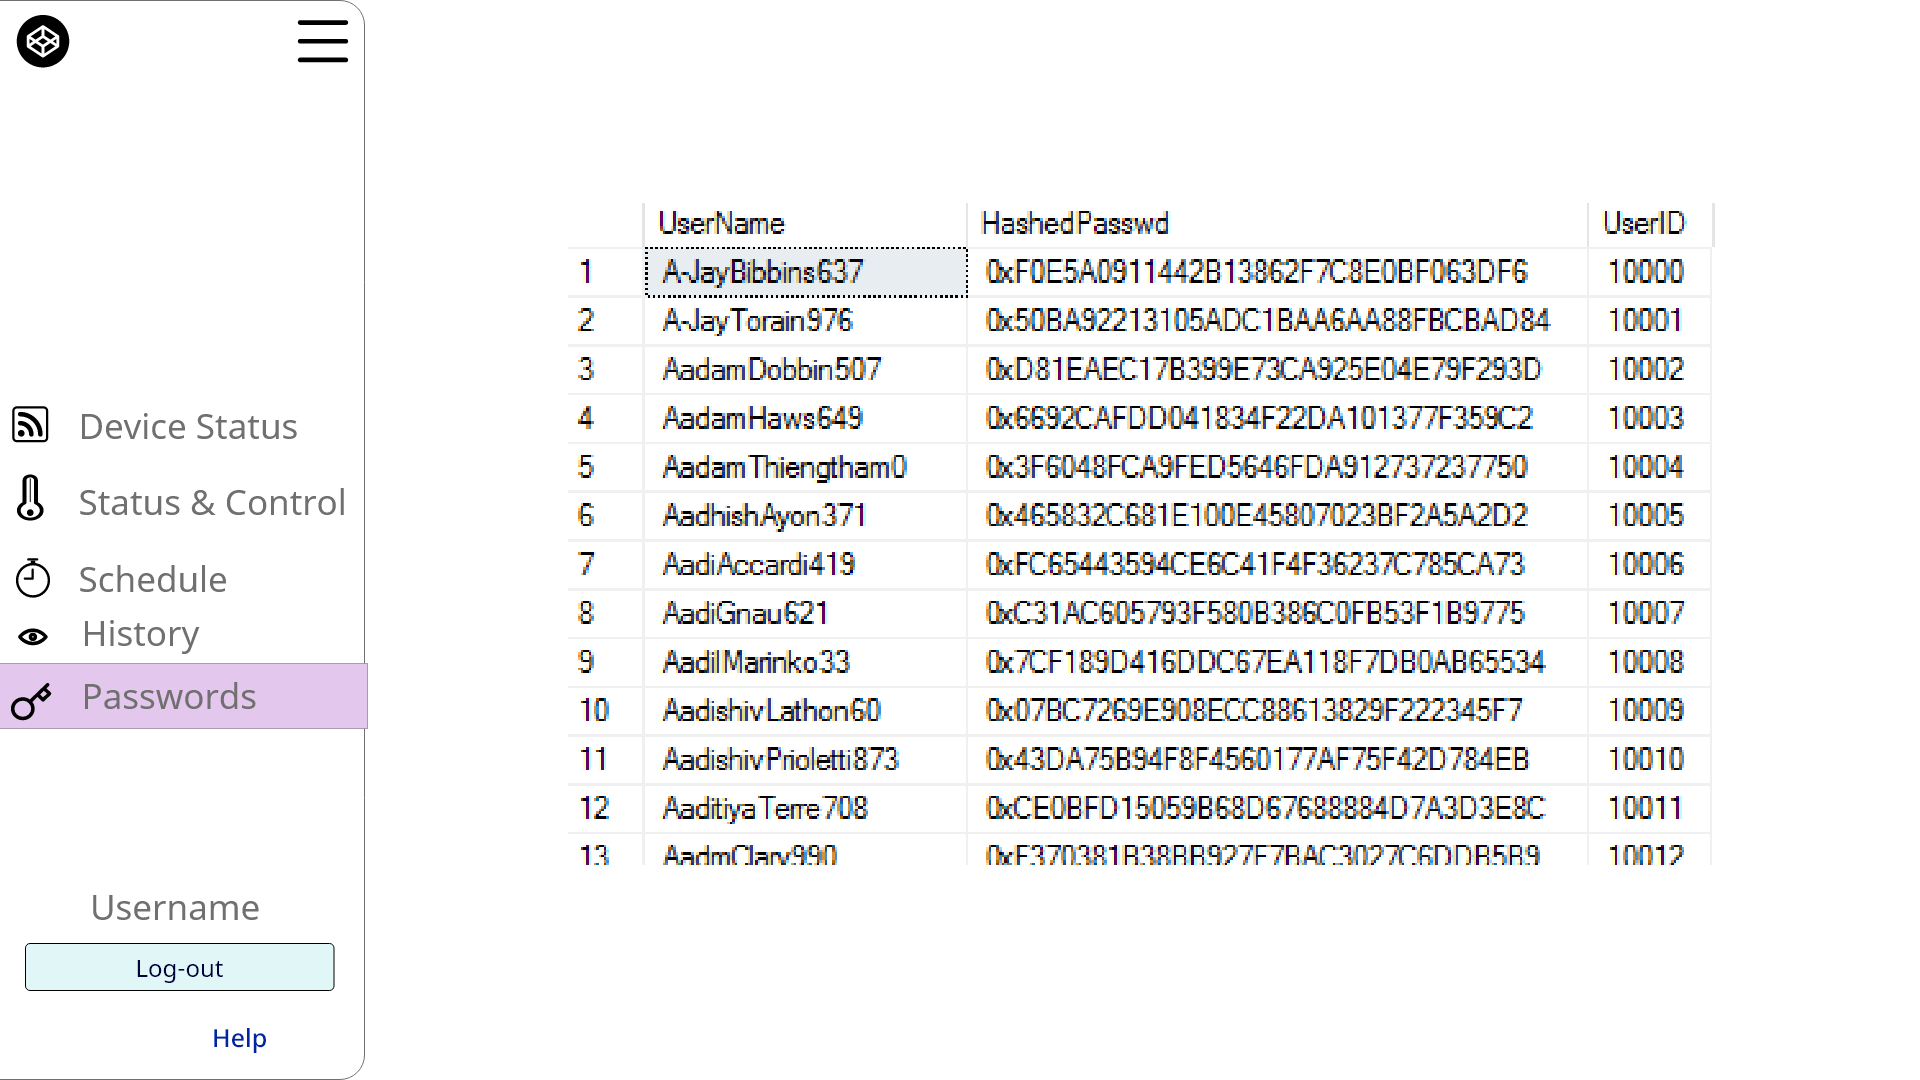 Device Status
Status & Control
Schedule
History
Passwords
Username
Log-out
Help
UserName HashedPasswd UserID
1 A-JayBibbins637 0xF0E5A0911442B13862F7C8E0BF063DF6 10000
2 A-JayTorain976 0x50BA92213105ADC1BAA6AA88FBCBAD84 10001
3 AadamDobbin507 0xD81EAEC17B399E73CA925E04E79F293D 10002
4 AadamHaws649 0x6692CAFDD041834F22DA101377F359C2 10003
5 AadamThiengtham0 0x3F6048FCA9FED5646FDA912737237750 10004
6 AadhishAyon371 0x465832C681E100E45807023BF2A5A2D2 10005
7 AadiAccardi419 0xFC65443594CE6C41F4F36237C785CA73 10006
8 AadiGnau621 0xC31AC605793F580B386C0FB53F1B9775 10007
9 AadilMarinko33 0x7CF189D416DDC67EA118F7DB0AB65534 10008
10 AadishivLathon60 0x07BC7269E908ECC88613829F222345F7 10009
11 AadishivPrioletti873 0x43DA75B94F8F4560177AF75F42D784EB 10010
12 AaditiyaTerre708 0xCE0BFD15059B68D67688884D7A3D3E8C 10011
13 AadmClary990 10012